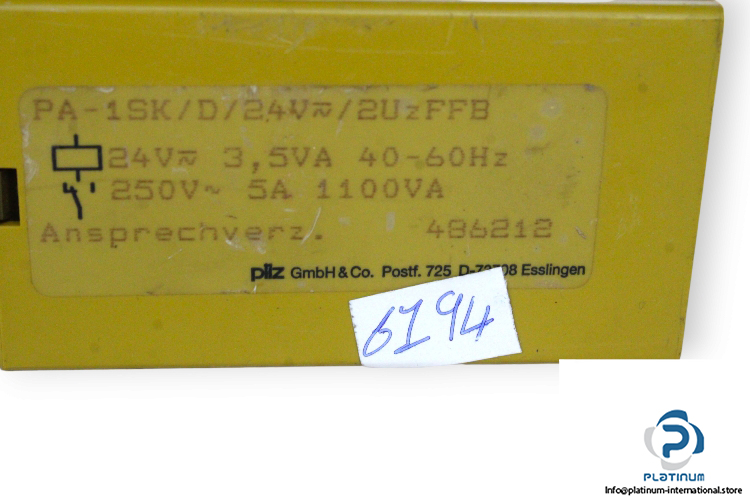 PA-1SK/D/24V≂/2UzFFB
24V≂ 3,5VA 40-60Hz
250V~ 5A 1100VA
Ansprechverz. 486212
pilz GmbH & Co. Postf. 725 Esslingen
6194
P
PLATINUM
Info@platinum-international.store